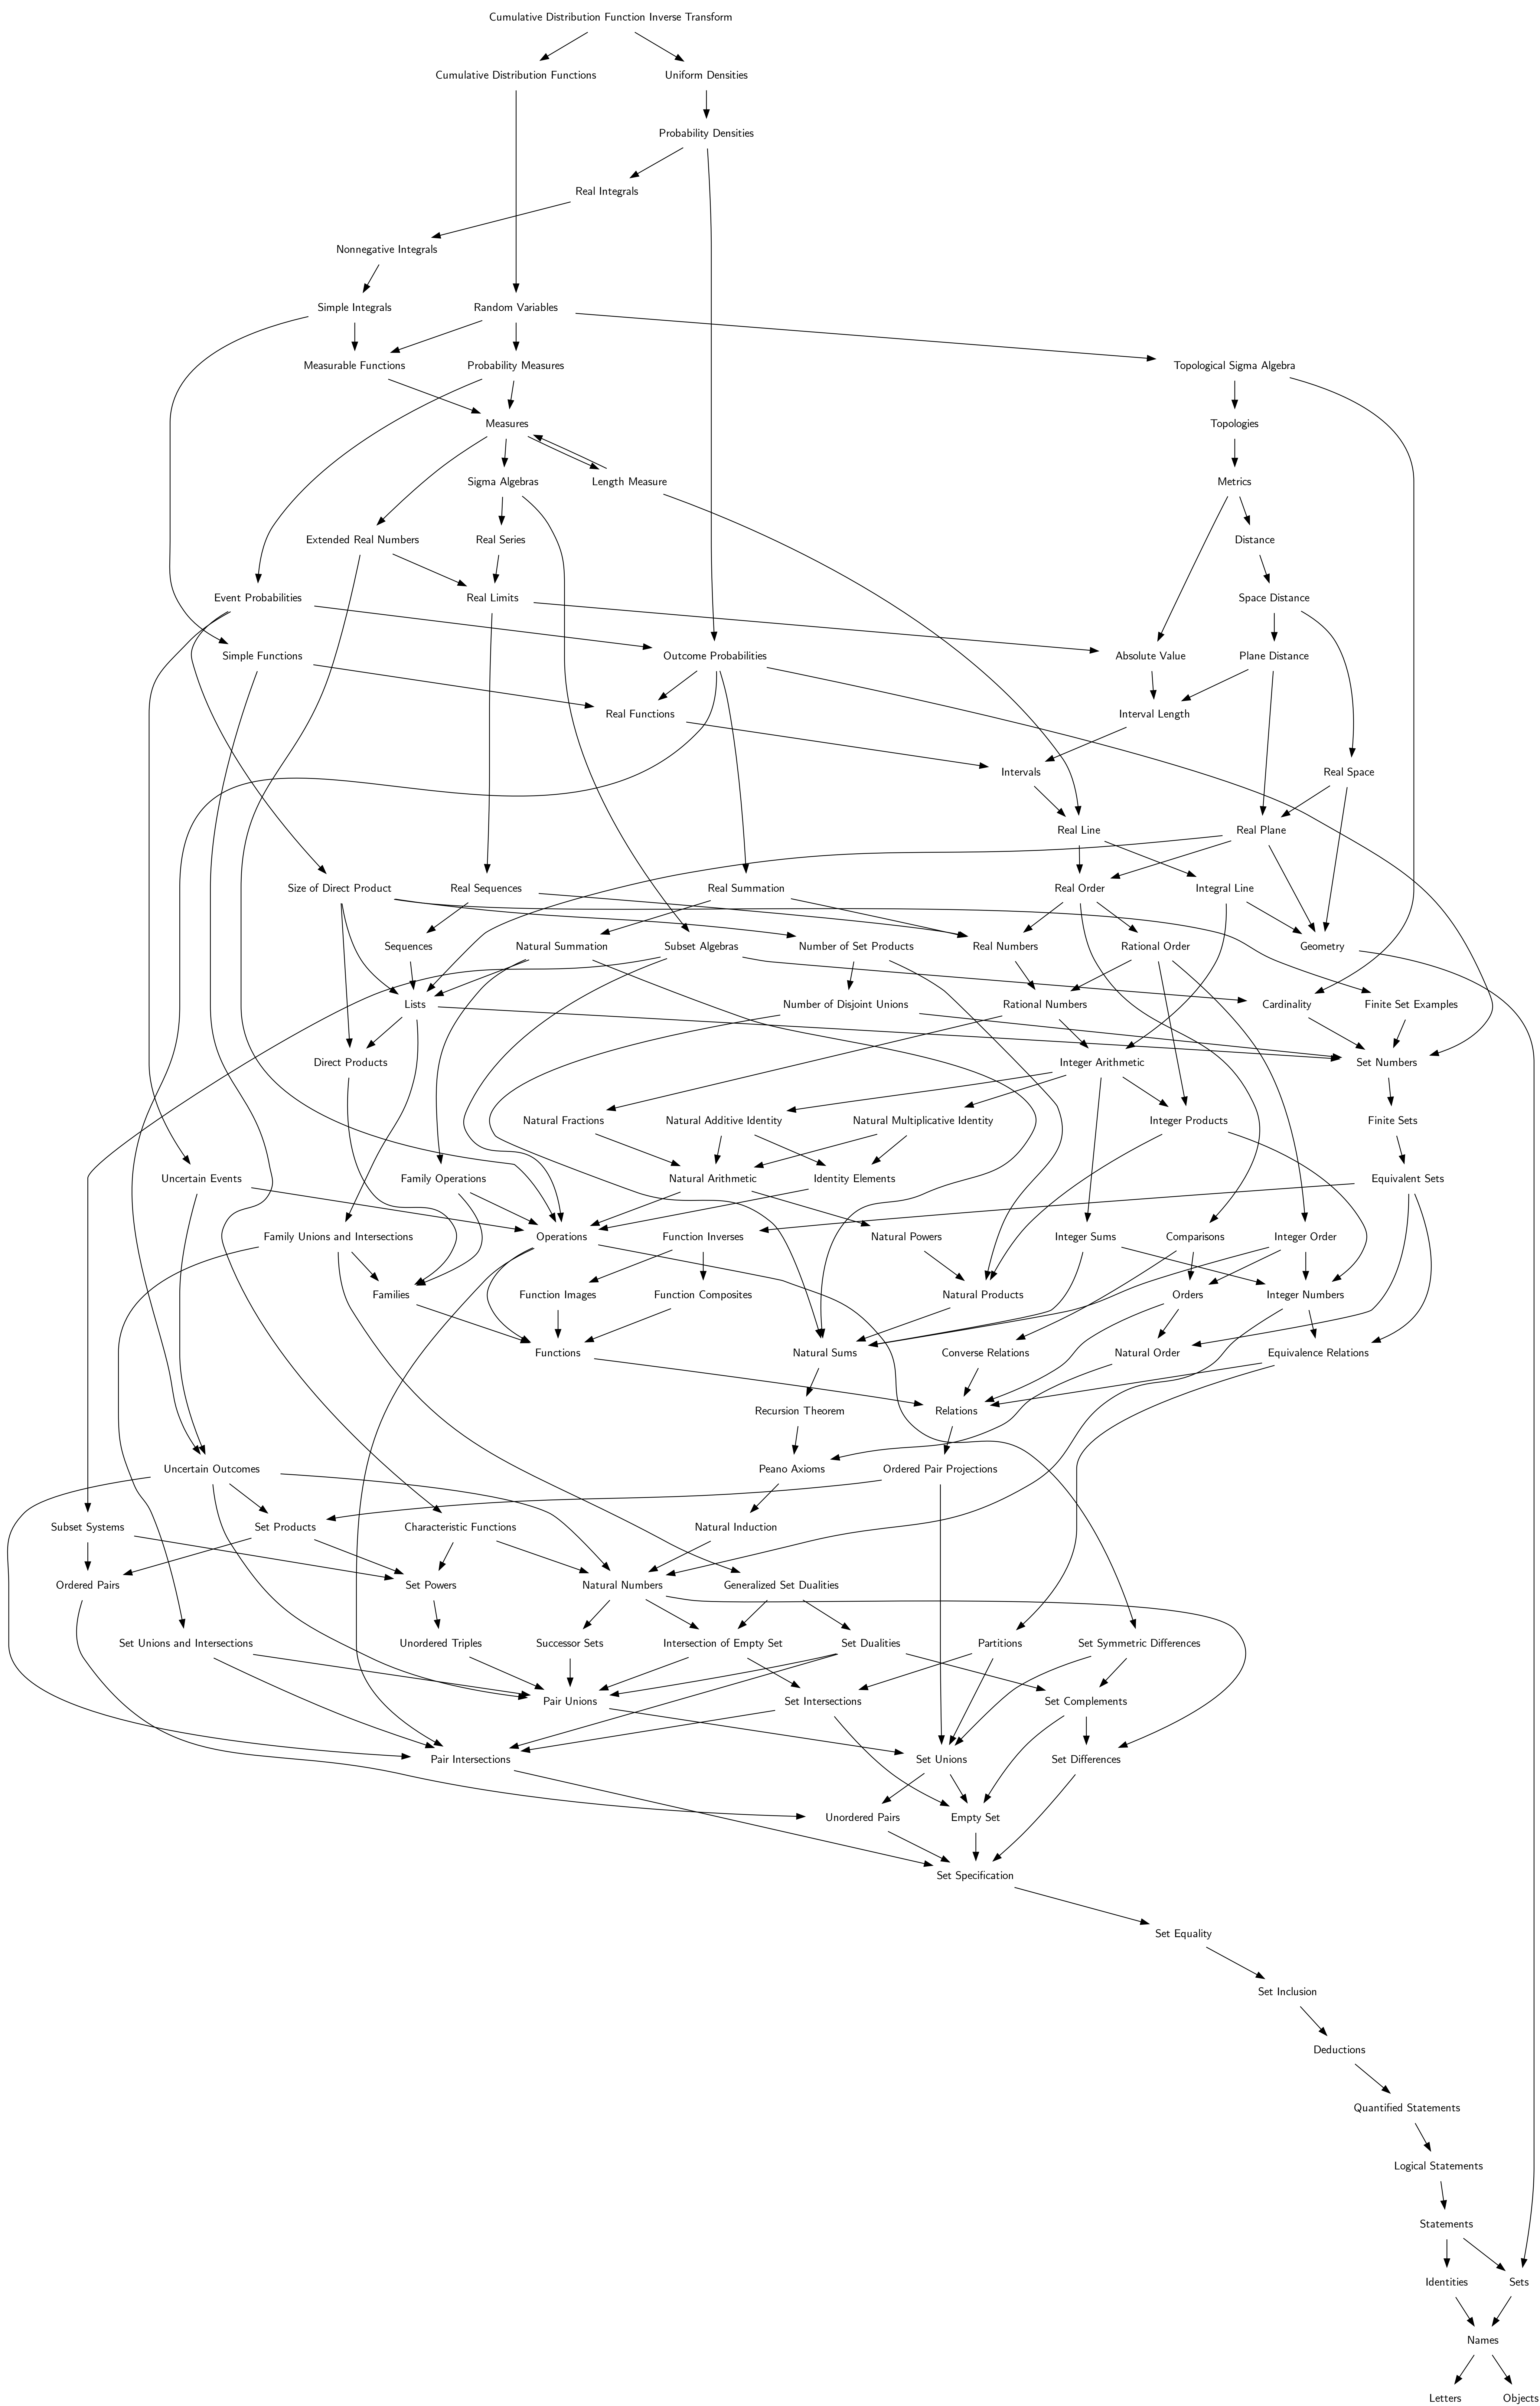 Cumulative Distribution Function Inverse Transform
Cumulative Distribution Functions
Uniform Densities
Probability Densities
Real Integrals
Nonnegative Integrals
Simple Integrals
Random Variables
Measurable Functions
Probability Measures
Topological Sigma Algebra
Measures
Topologies
Sigma Algebras
Length Measure
Metrics
Extended Real Numbers
Real Series
Distance
Event Probabilities
Real Limits
Space Distance
Simple Functions
Outcome Probabilities
Absolute Value
Plane Distance
Real Functions
Interval Length
Intervals
Real Space
Real Line
Real Plane
Size of Direct Product
Real Sequences
Real Summation
Real Order
Integral Line
Sequences
Natural Summation
Subset Algebras
Number of Set Products
Real Numbers
Rational Order
Geometry
Lists
Number of Disjoint Unions
Rational Numbers
Cardinality
Finite Set Examples
Direct Products
Integer Arithmetic
Set Numbers
Natural Fractions
Natural Additive Identity
Natural Multiplicative Identity
Integer Products
Finite Sets
Uncertain Events
Family Operations
Natural Arithmetic
Identity Elements
Equivalent Sets
Family Unions and Intersections
Operations
Function Inverses
Natural Powers
Integer Sums
Comparisons
Integer Order
Families
Function Images
Function Composites
Natural Products
Orders
Integer Numbers
Functions
Natural Sums
Converse Relations
Natural Order
Equivalence Relations
Recursion Theorem
Relations
Uncertain Outcomes
Peano Axioms
Ordered Pair Projections
Subset Systems
Set Products
Characteristic Functions
Natural Induction
Ordered Pairs
Set Powers
Natural Numbers
Generalized Set Dualities
Set Unions and Intersections
Unordered Triples
Successor Sets
Intersection of Empty Set
Set Dualities
Partitions
Set Symmetric Differences
Pair Unions
Set Intersections
Set Complements
Pair Intersections
Set Unions
Set Differences
Unordered Pairs
Empty Set
Set Specification
Set Equality
Set Inclusion
Deductions
Quantified Statements
Logical Statements
Statements
Identities
Sets
Names
Letters
Objects